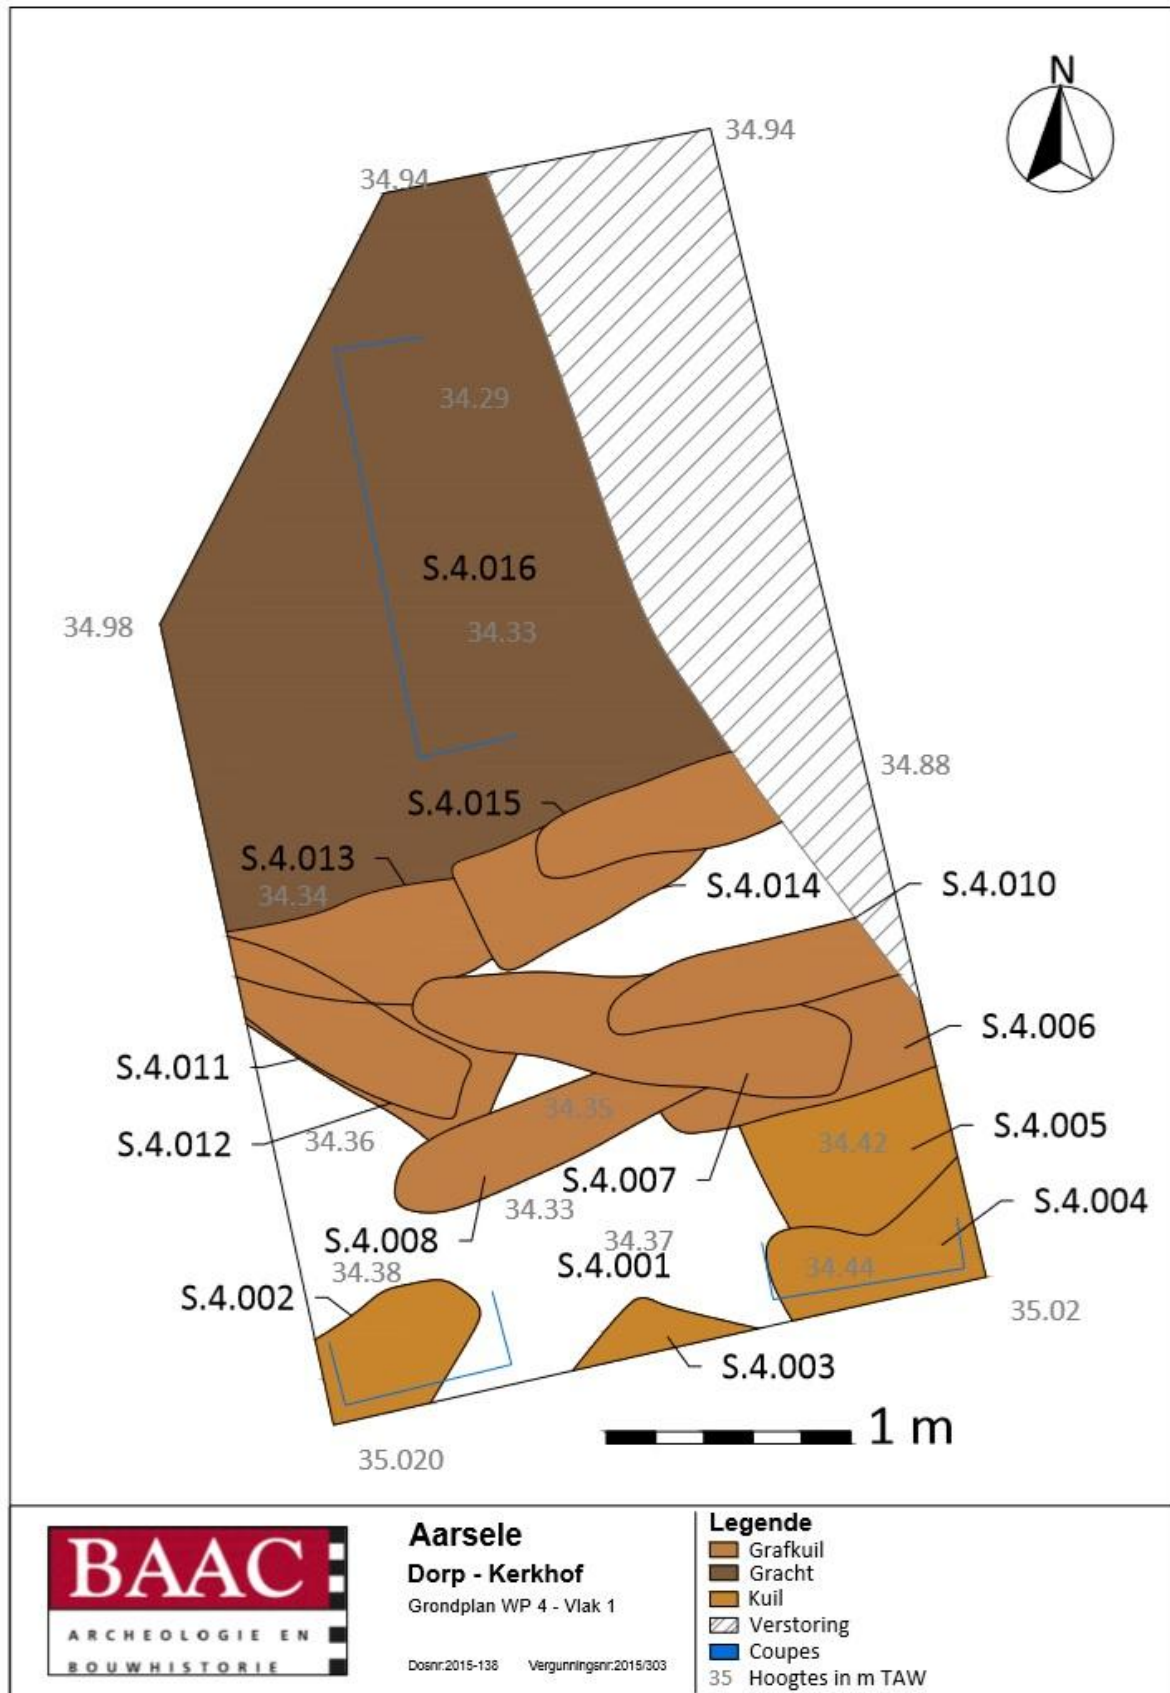 N
34.94
34.94
34.29
S.4.016
34.98
34.33
34.88
S.4.015
S.4.013
S.4.014
S.4.010
34.34
S.4.006
S.4.011
34.35
S.4.005
S.4.012
34.36
34.42
S.4.007
S.4.004
34.33
S.4.008
34.37
S.4.001
34.38
34.44
S.4.002
35.02
S.4.003
1 m
35.020
BAAC
ARCHEOLOGIE EN
BOUWHISTORIE
Aarsele
Dorp - Kerkhof
Grondplan WP 4 - Vlak 1
Dosnr:2015-138 Vergunningsnr:2015/303
Legende
Grafkuil
Gracht
Kuil
Verstoring
Coupes
35 Hoogtes in m TAW